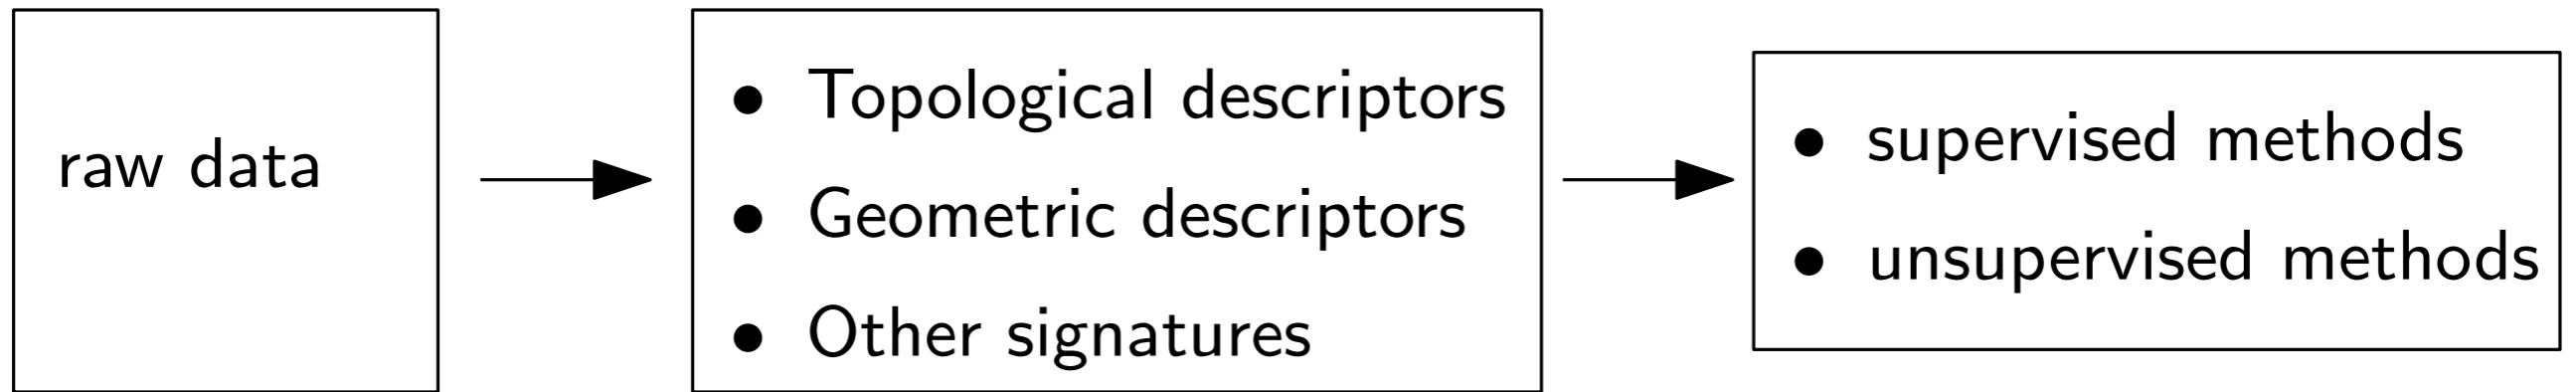 raw data
• Topological descriptors
• Geometric descriptors
• Other signatures
• supervised methods
• unsupervised methods